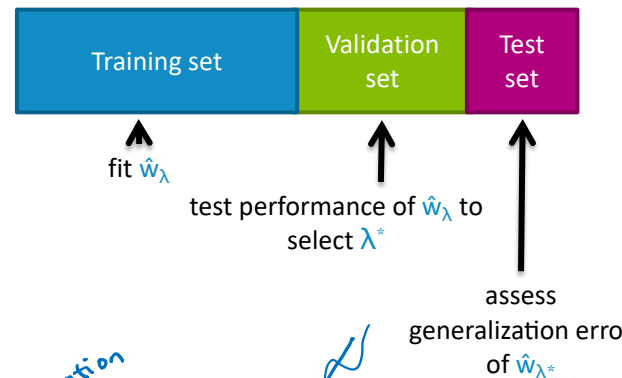 Training set
Validation
set
Test
set
fit ŵλ
test performance of ŵλ to
select λ*
assess
generalization erro
of ŵλ*